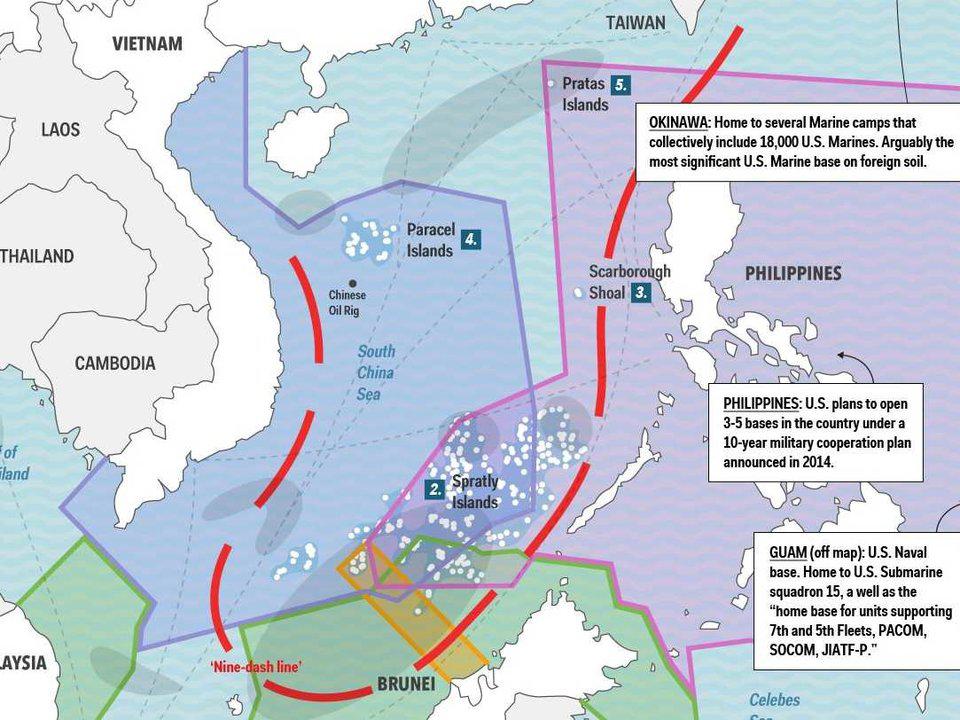 TAIWAN
VIETNAM
Pratas
Islands
5.
LAOS
OKINAWA: Home to several Marine camps that
collectively include 18,000 U.S. Marines. Arguably the
most significant U.S. Marine base on foreign soil.
Paracel
Islands
4.
THAILAND
Scarborough
Shoal
3.
PHILIPPINES
Chinese
Oil Rig
South
China
Sea
CAMBODIA
PHILIPPINES: U.S. plans to open
3-5 bases in the country under a
10-year military cooperation plan
announced in 2014.
of
iland
2.
Spratly
Islands
GUAM (off map): U.S. Naval
base. Home to U.S. Submarine
squadron 15, a well as the
“home base for units supporting
7th and 5th Fleets, PACOM,
SOCOM, JIATF-P.”
LAYSIA
'Nine-dash line'
BRUNEI
Celebes